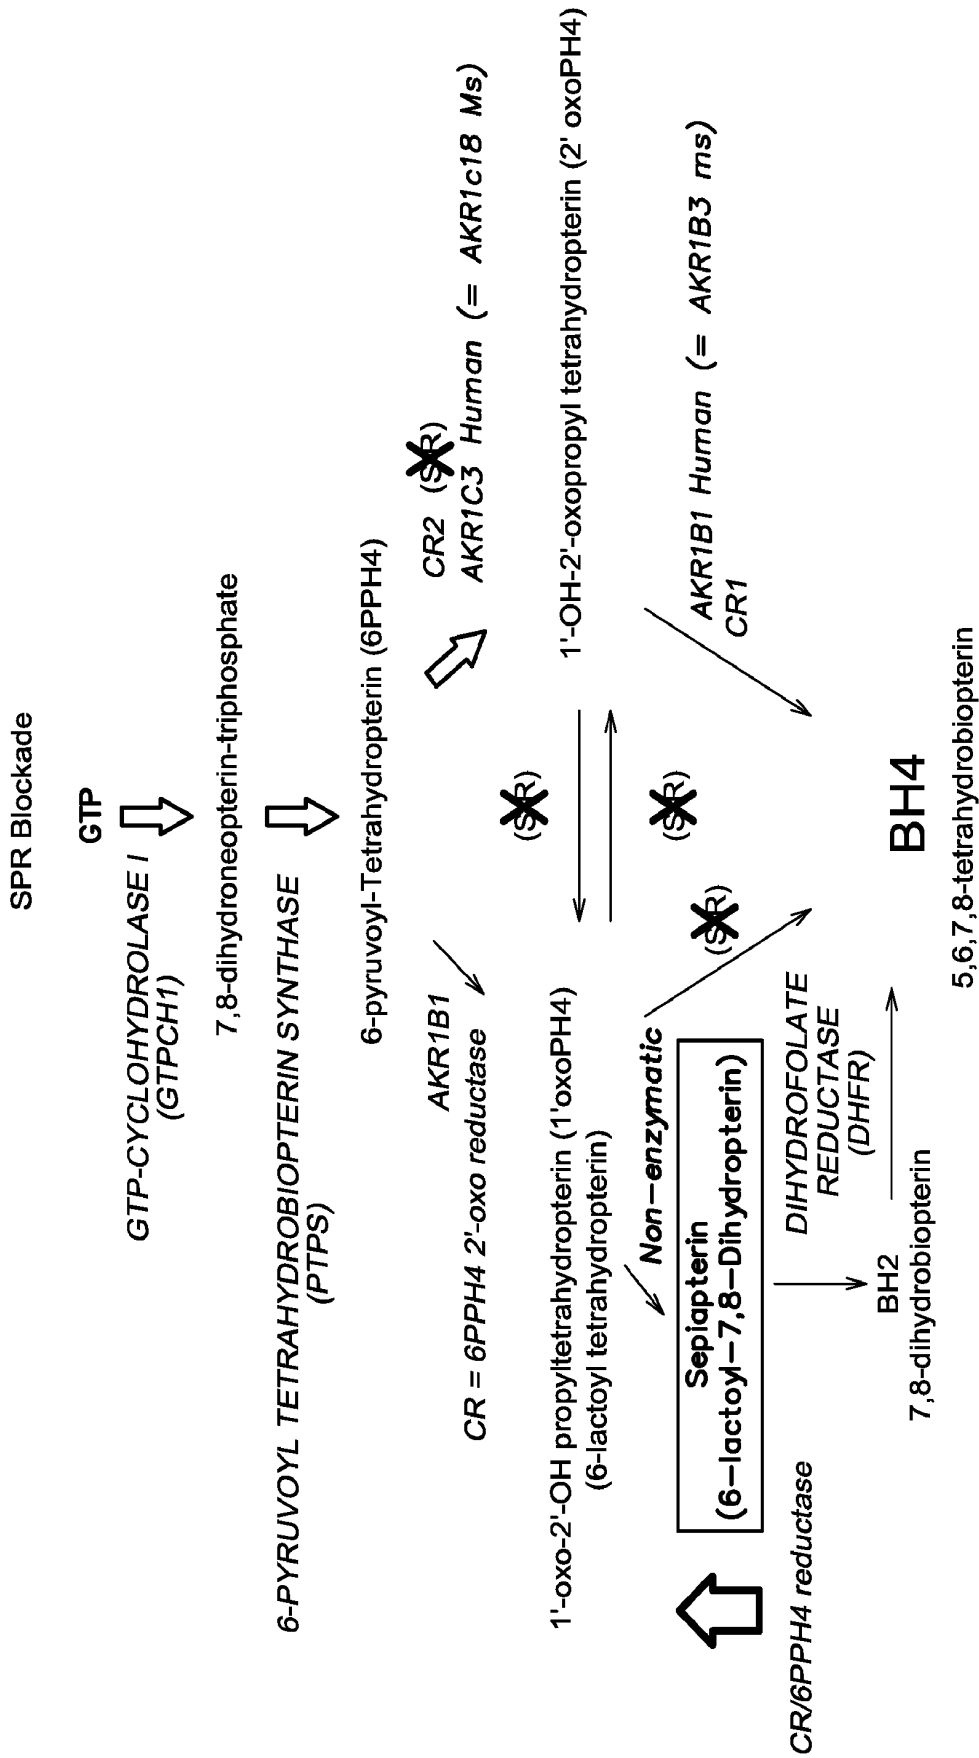 SPR Blockade
GTP
GTP-CYCLOHYDROLASE I
(GTPCH1)
7,8-dihydroneopterin-triphosphate
6-PYRUVOYL TETRAHYDROBIOPTERIN SYNTHASE
(PTPS)
6-pyruvoyl-Tetrahydropterin (6PPH4)
AKR1B1
CR = 6PPH4 2'-oxo reductase
CR2 (SR)
AKR1C3 Human (= AKR1c18 Ms)
(SR)
1'-oxo-2'-OH propyltetrahydropterin (1'oxoPH4)
(6-lactoyl tetrahydropterin)
1'-OH-2'-oxopropyl tetrahydropterin (2' oxoPH4)
(SR)
Non-enzymatic
(SR)
AKR1B1 Human (= AKR1B3 ms)
CR1
Sepiapterin
(6-lactoyl-7,8-Dihydropterin)
CR/6PPH4 reductase
DIHYDROFOLATE
REDUCTASE
(DHFR)
BH2
7,8-dihydrobiopterin
BH4
5,6,7,8-tetrahydrobiopterin